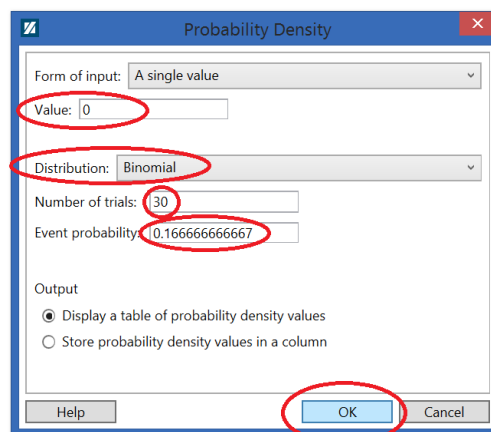 Probability Density
Form of input: A single value
Value: 0
Distribution: Binomial
Number of trials: 30
Event probability: 0.166666666667
Output
Display a table of probability density values
Store probability density values in a column
Help OK Cancel